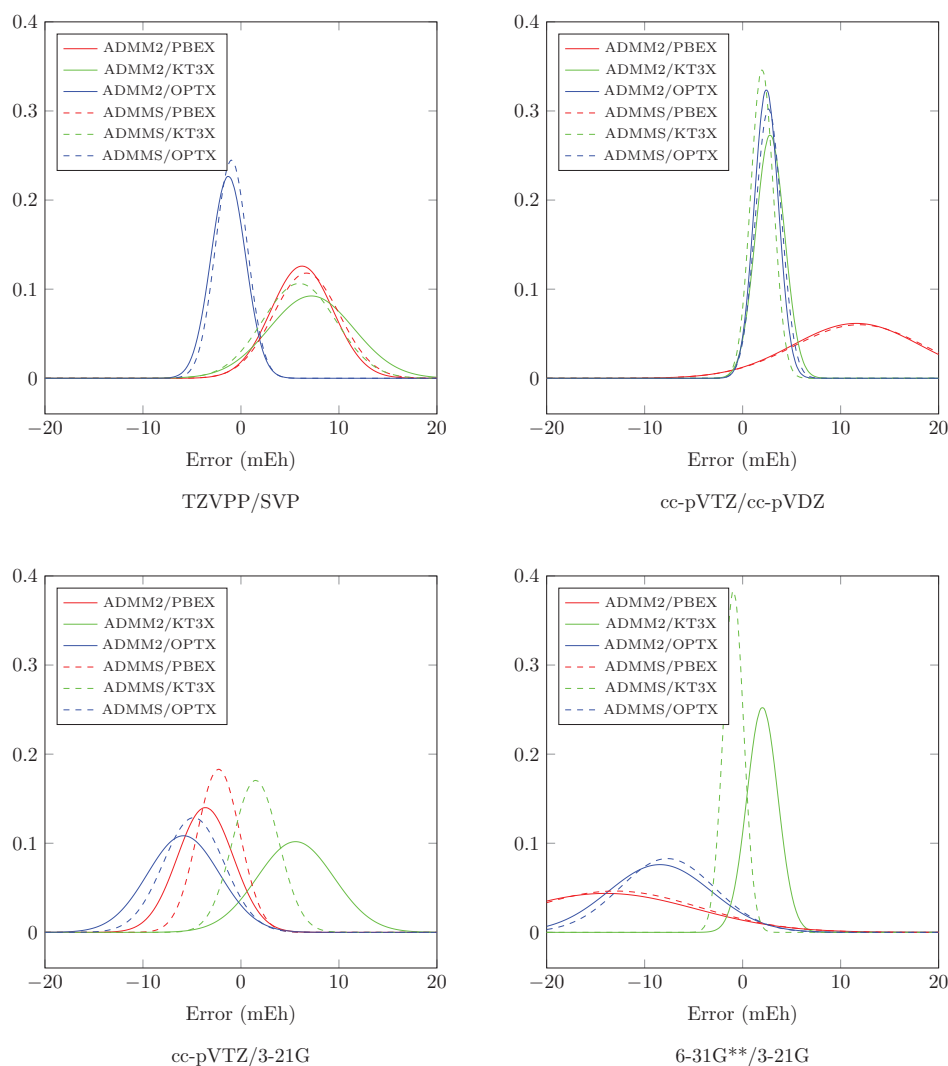 0.4
0.3
0.2
0.1
0
ADMM2/PBEX
ADMM2/KT3X
ADMM2/OPTX
ADMMS/PBEX
ADMMS/KT3X
ADMMS/OPTX
−20 −10 0 10 20
Error (mEh)
TZVPP/SVP
0.4
0.3
0.2
0.1
0
ADMM2/PBEX
ADMM2/KT3X
ADMM2/OPTX
ADMMS/PBEX
ADMMS/KT3X
ADMMS/OPTX
−20 −10 0 10 20
Error (mEh)
cc-pVTZ/cc-pVDZ
0.4
0.3
0.2
0.1
0
ADMM2/PBEX
ADMM2/KT3X
ADMM2/OPTX
ADMMS/PBEX
ADMMS/KT3X
ADMMS/OPTX
−20 −10 0 10 20
Error (mEh)
cc-pVTZ/3-21G
0.4
0.3
0.2
0.1
0
ADMM2/PBEX
ADMM2/KT3X
ADMM2/OPTX
ADMMS/PBEX
ADMMS/KT3X
ADMMS/OPTX
−20 −10 0 10 20
Error (mEh)
6-31G**/3-21G